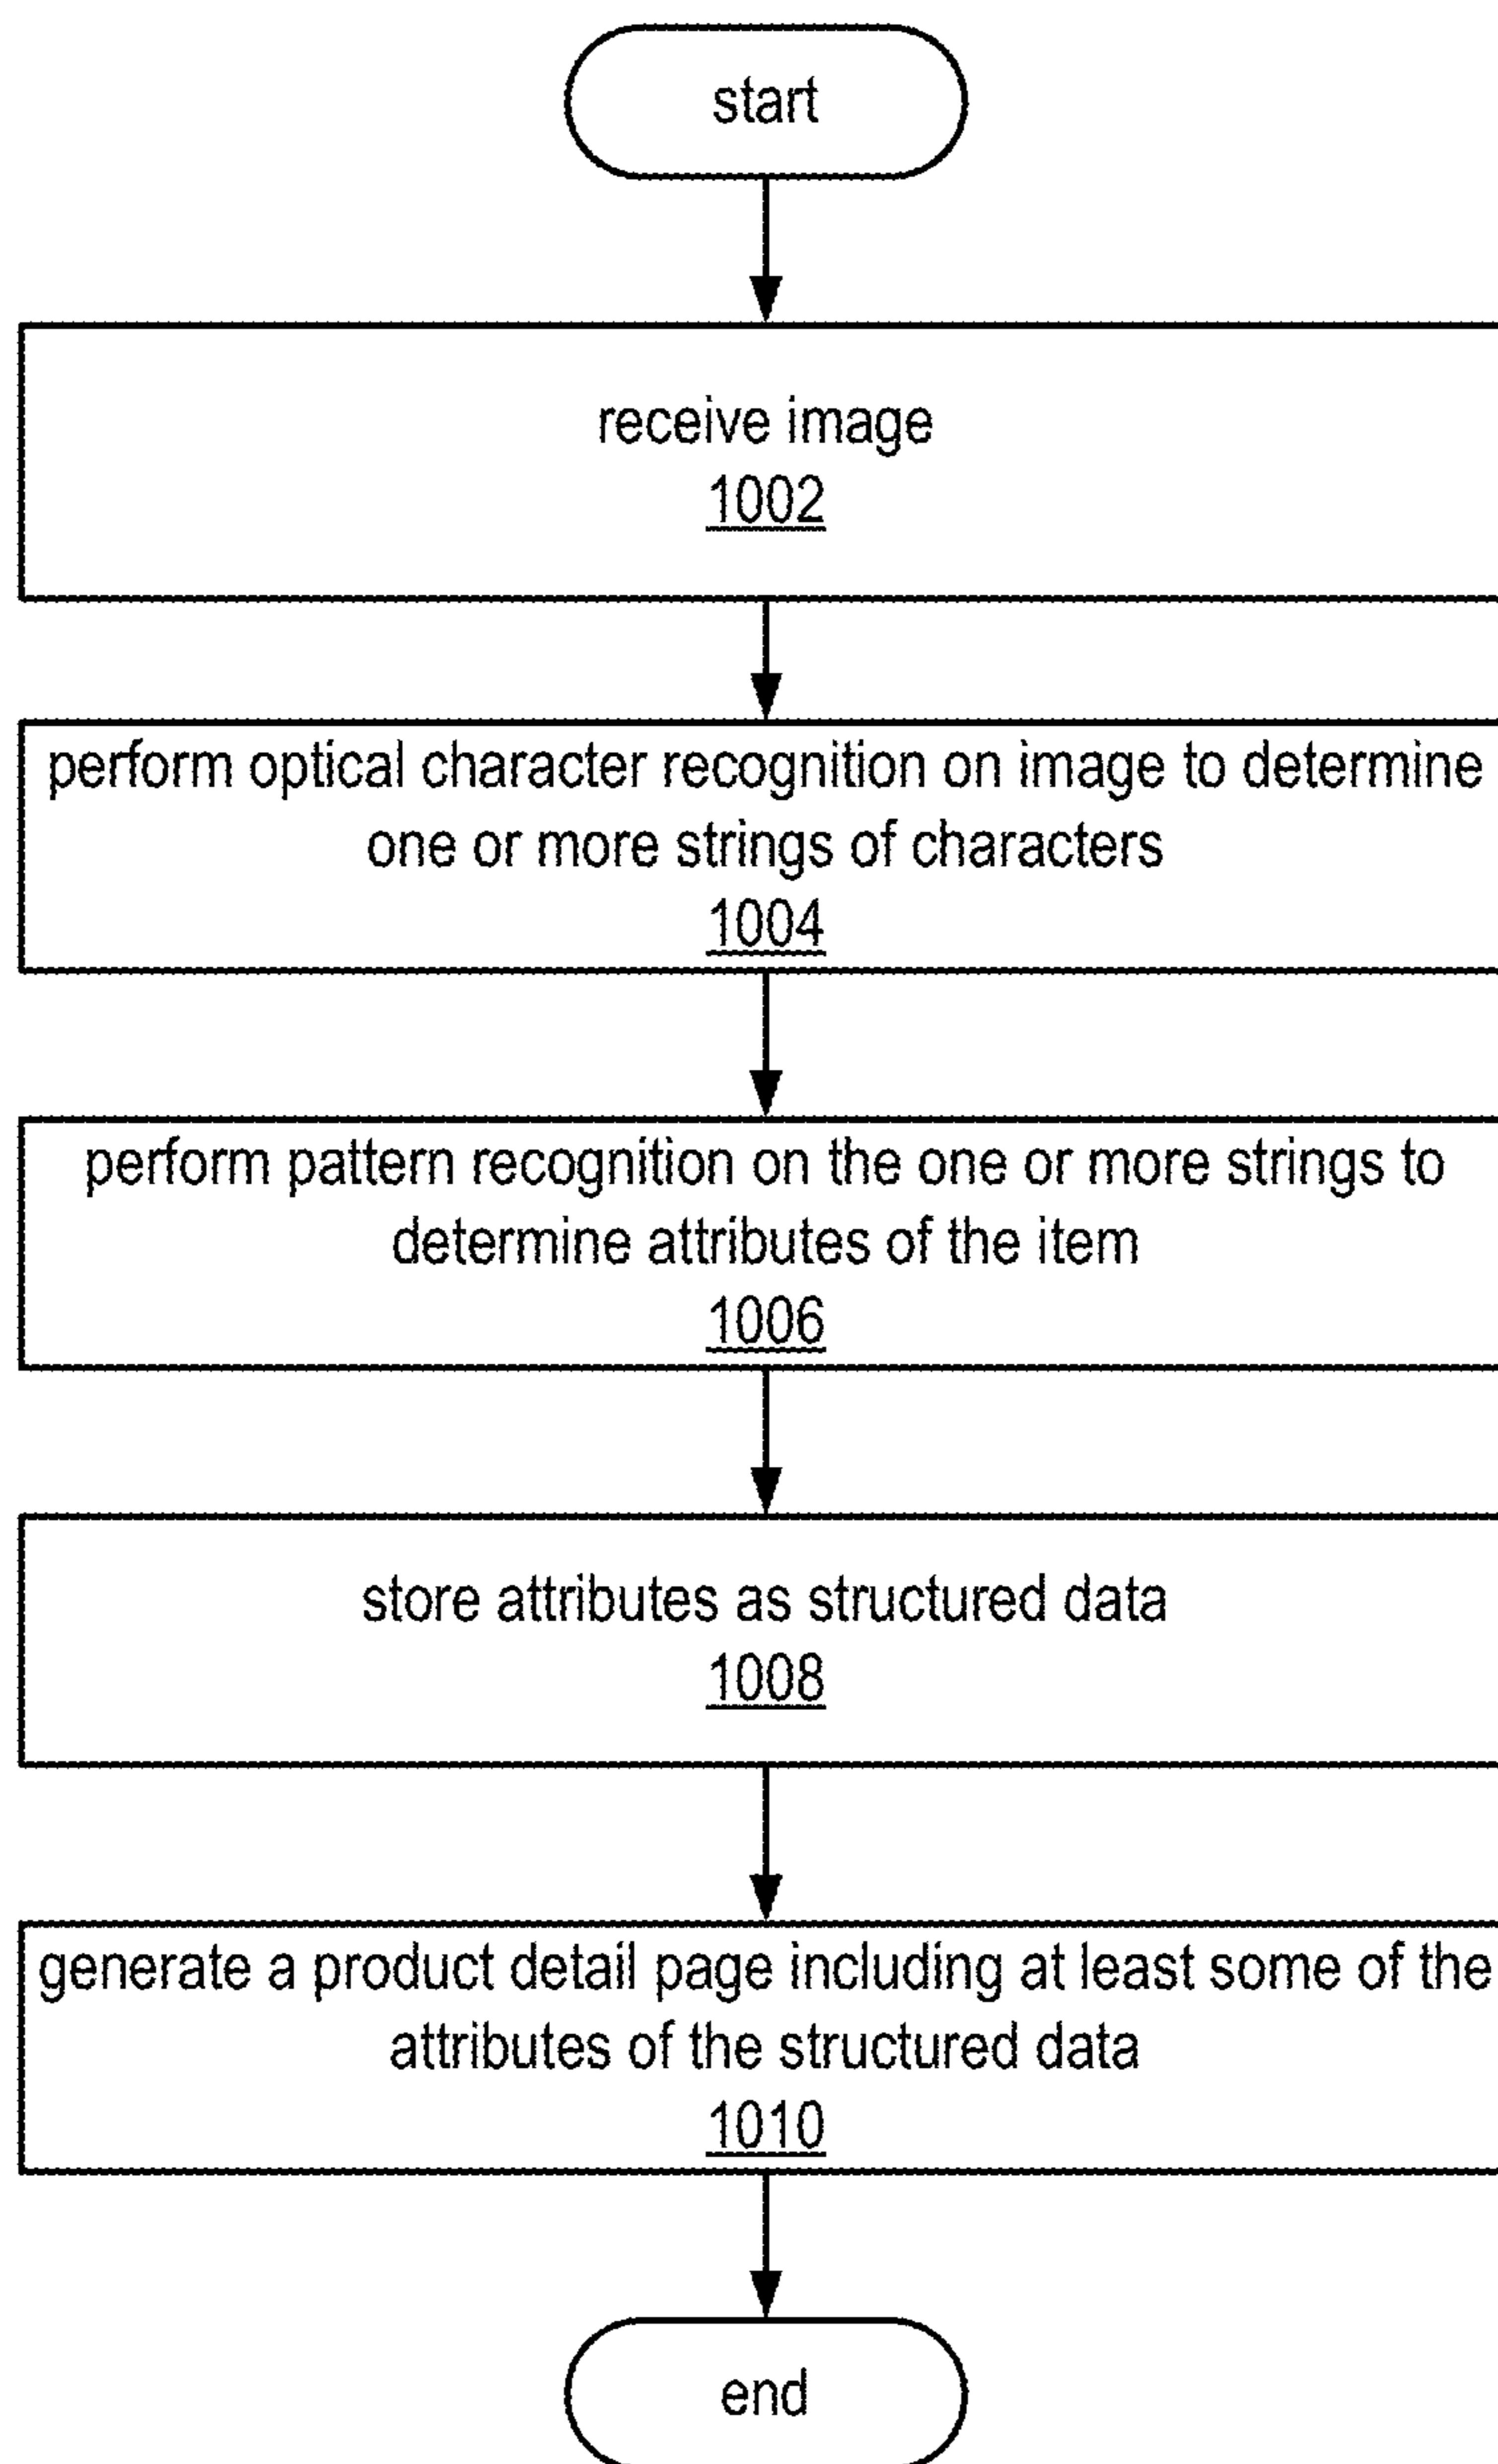 start
receive image
1002
perform optical character recognition on image to determine
one or more strings of characters
1004
perform pattern recognition on the one or more strings to
determine attributes of the item
1006
store attributes as structured data
1008
generate a product detail page including at least some of the
attributes of the structured data
1010
end